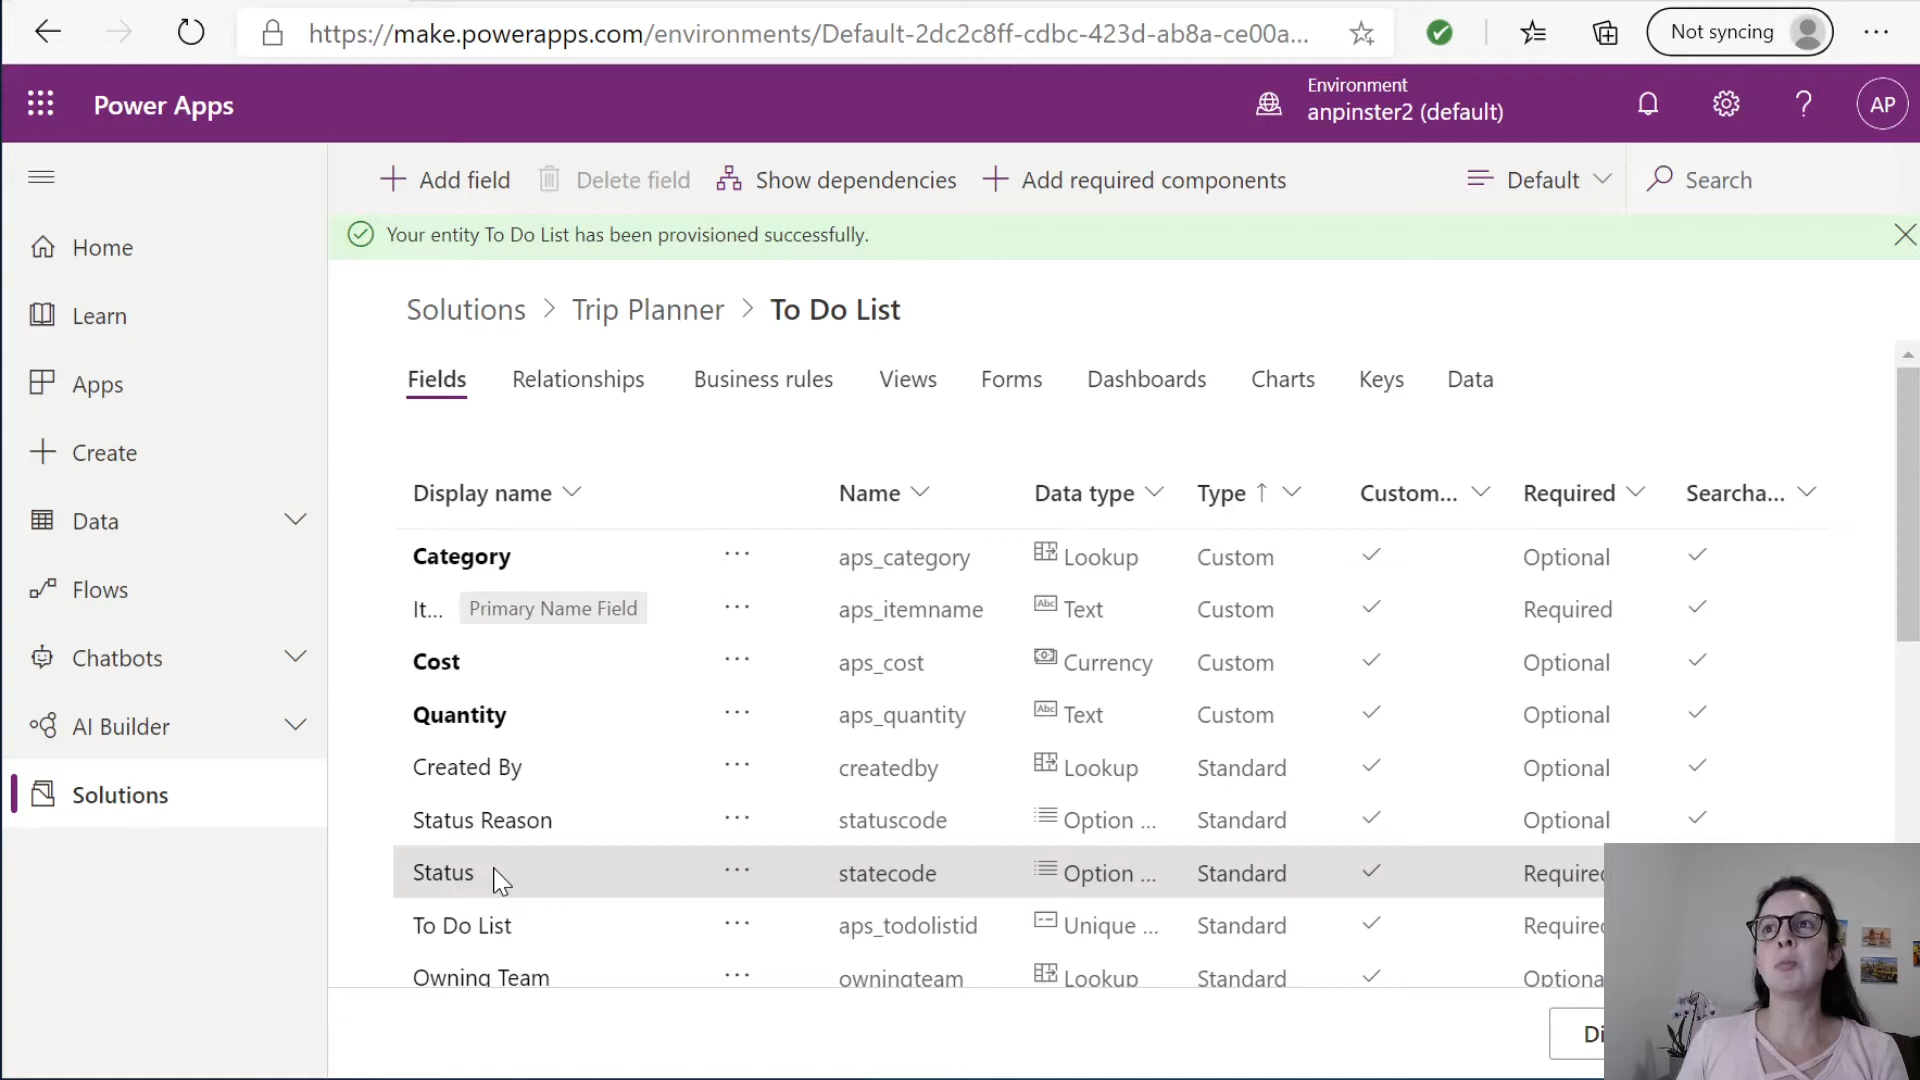 https://make.powerapps.com/environments/Default-2dc2c8ff-cdbc-423d-ab8a-ce00a...
Not syncing
Power Apps
Environment
anpinster2 (default)
AP
Add field
Delete field
Show dependencies
Add required components
Default
Search
Your entity To Do List has been provisioned successfully.
Home
Learn
Apps
Create
Data
Flows
Chatbots
AI Builder
Solutions
Solutions > Trip Planner > To Do List
Fields Relationships Business rules Views Forms Dashboards Charts Keys Data
Display name Name Data type Type ↑ Custom... Required Searcha...
Category ... aps_category Lookup Custom Optional
It... Primary Name Field ... aps_itemname Abc Text Custom Required
Cost ... aps_cost Currency Custom Optional
Quantity ... aps_quantity Abc Text Custom Optional
Created By ... createdby Lookup Standard Optional
Status Reason ... statuscode Option ... Standard Optional
Status ... statecode Option ... Standard Required
To Do List ... aps_todolistid Unique ... Standard Required
Owning Team ... owningteam Lookup Standard Optiona
Di